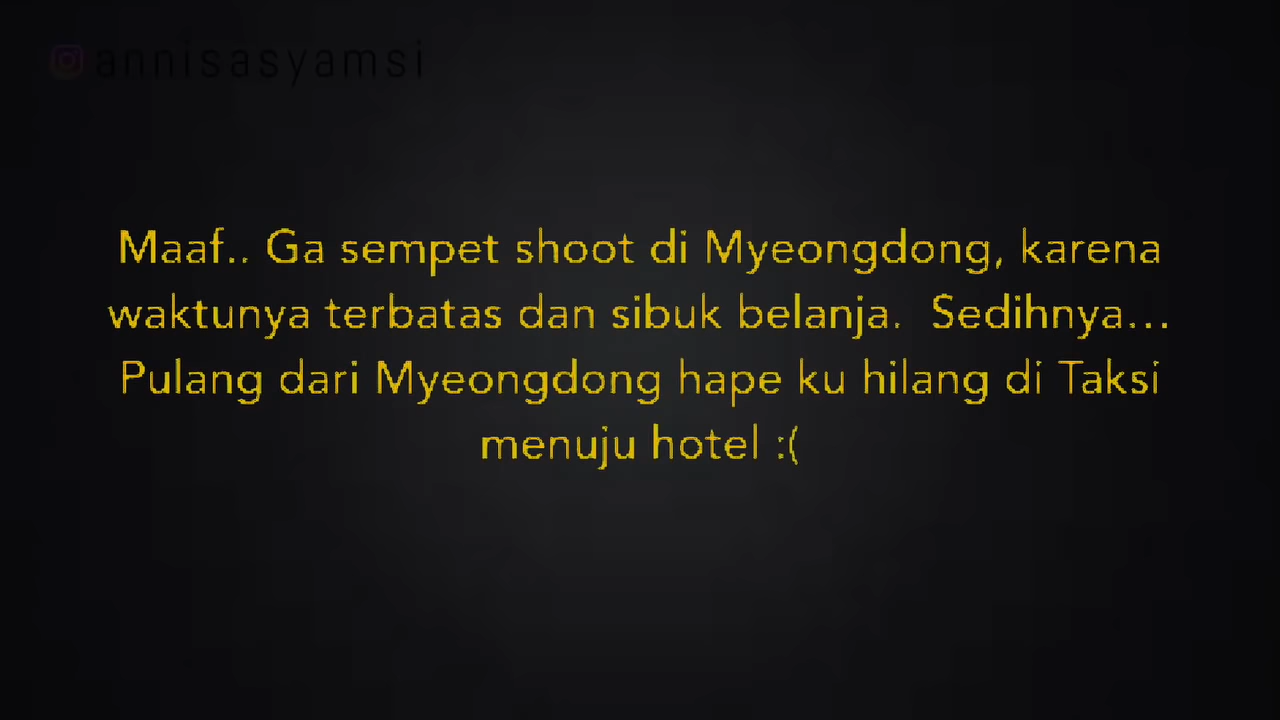 annisasyamsi
Maaf.. Ga sempet shoot di Myeongdong, karena
waktunya terbatas dan sibuk belanja. Sedihnya...
Pulang dari Myeongdong hape ku hilang di Taksi
menuju hotel :(